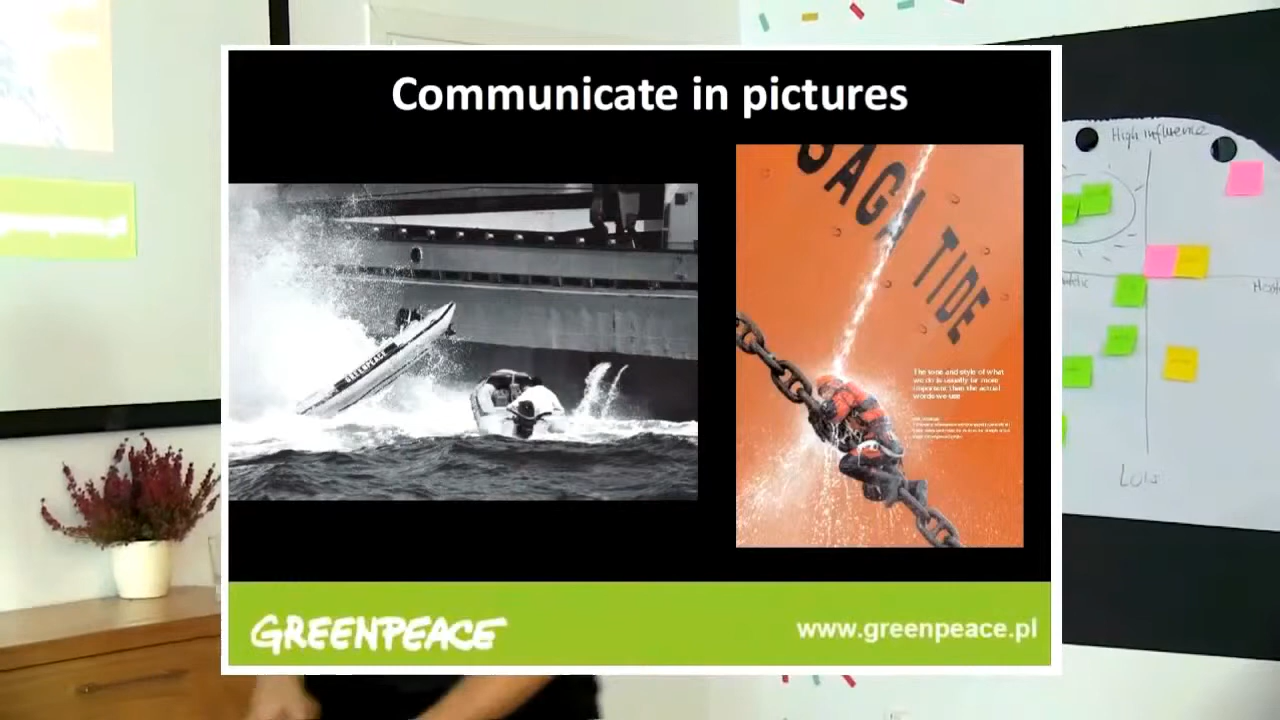 Communicate in pictures
GREENPEACE
SAGA
TIDE
The tone and style of what
we do is usually far more
important than the actual
words we use
GREENPEACE
www.greenpeace.pl
High influence
Low